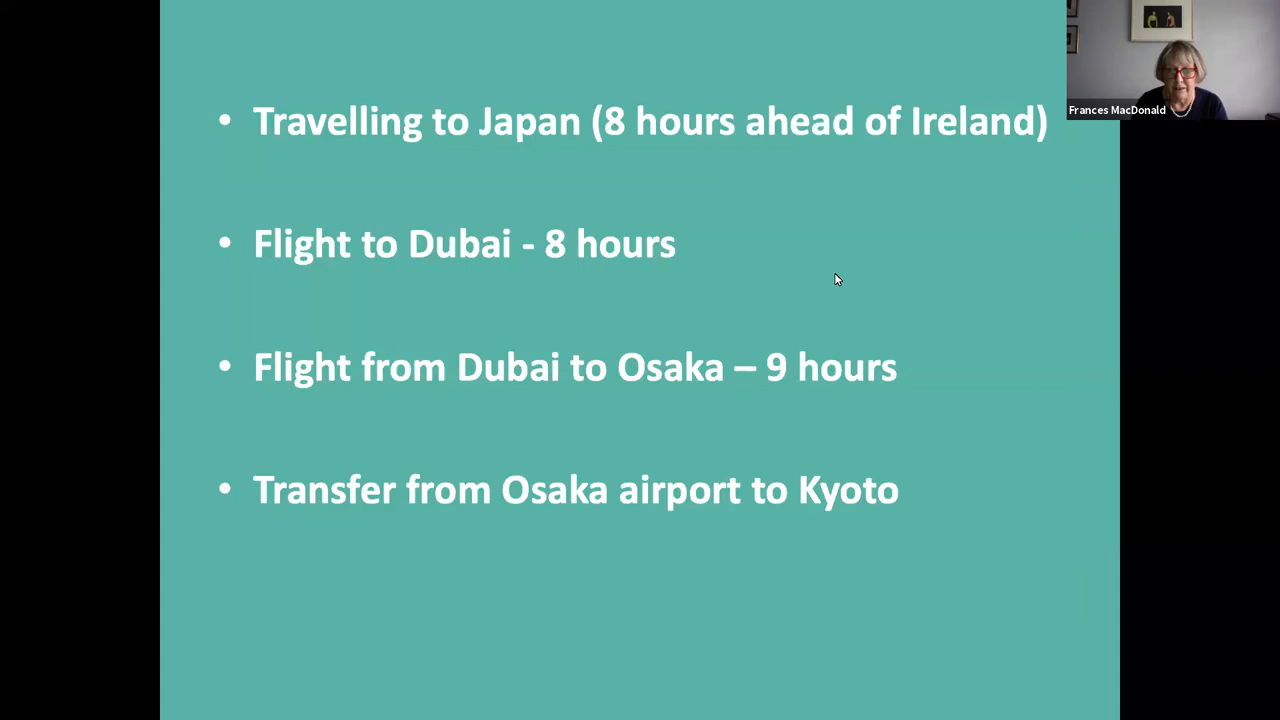 • Travelling to Japan (8 hours ahead of Ireland)
Frances MacDonald
• Flight to Dubai - 8 hours
• Flight from Dubai to Osaka – 9 hours
• Transfer from Osaka airport to Kyoto